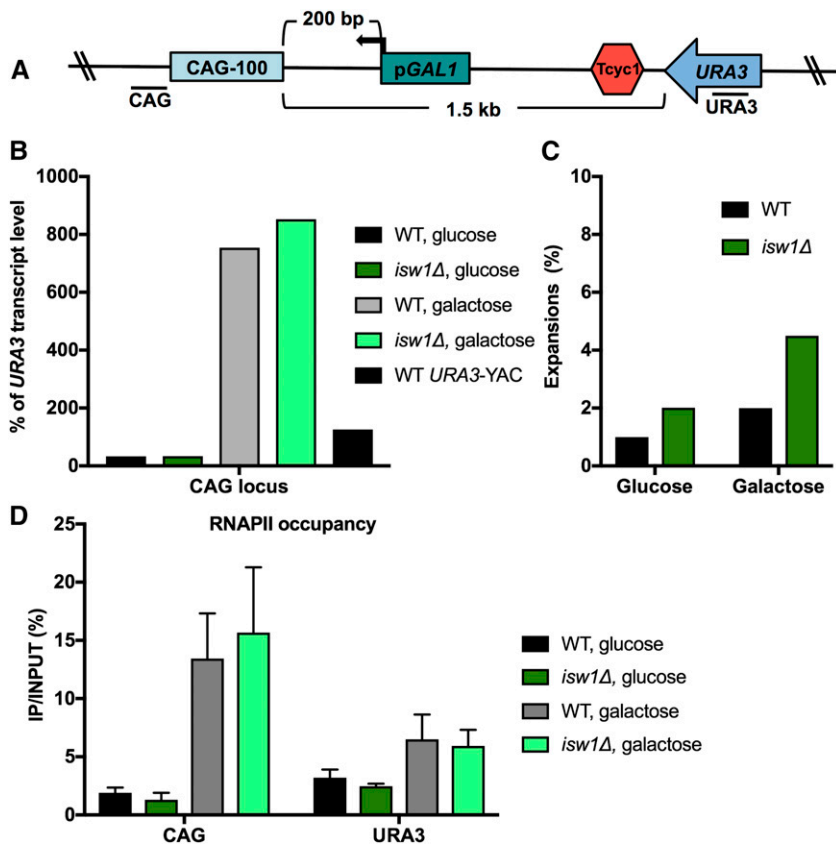 A
200 bp
CAG-100
pGAL1
Tcyc1
URA3
CAG
URA3
1.5 kb
B
% of URA3 transcript level
1000
800
600
400
200
0
CAG locus
WT, glucose
isw1Δ, glucose
WT, galactose
isw1Δ, galactose
WT URA3-YAC
C
Expansions (%)
10
8
6
4
2
0
Glucose Galactose
WT
isw1Δ
D
RNAPII occupancy
IP/INPUT (%)
25
20
15
10
5
0
CAG URA3
WT, glucose
isw1Δ, glucose
WT, galactose
isw1Δ, galactose